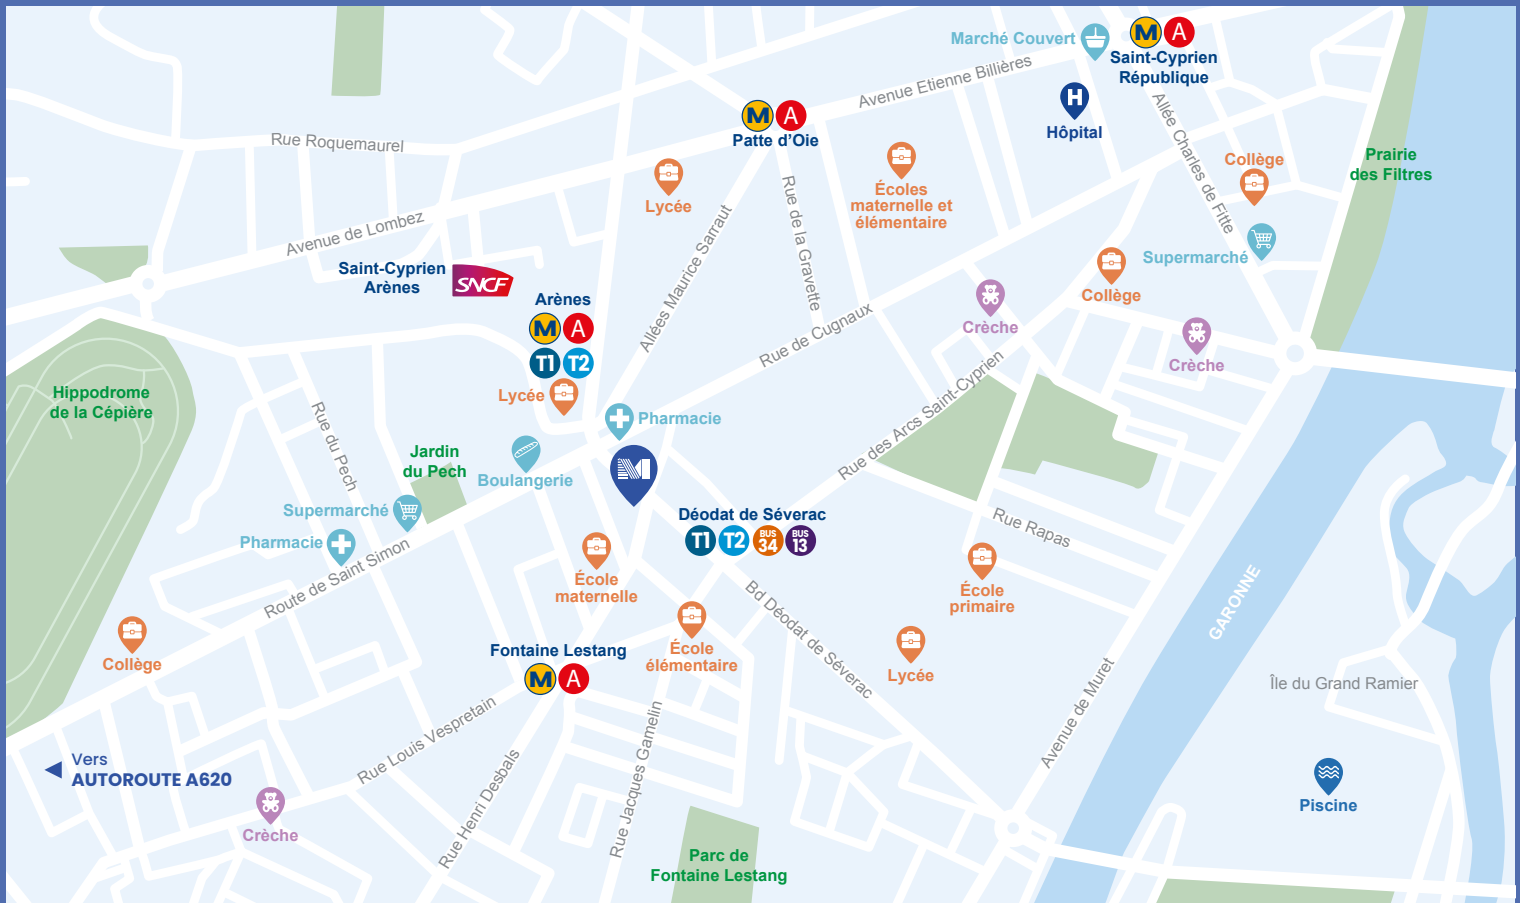 Marché Couvert
M A
Saint-Cyprien
République
Avenue Etienne Billières
H
Hôpital
Allée Charles de Fitte
Collège
Prairie
des Filtres
M A
Patte d'Oie
Rue Roquemaurel
Lycée
Écoles
maternelle et
élémentaire
Rue de la Gravette
Allées Maurice Sarraut
Avenue de Lombez
Supermarché
Saint-Cyprien
Arènes
SNCF
Arènes
M A
T1 T2
Lycée
Collège
Crèche
Crèche
Rue de Cugnaux
Hippodrome
de la Cépière
Rue du Pech
Jardin
du Pech
Boulangerie
Pharmacie
Rue des Arcs Saint-Cyprien
Supermarché
Pharmacie
Route de Saint Simon
Déodat de Séverac
T1 T2 BUS 34 BUS 13
Rue Rapas
École
maternelle
École
primaire
GARONNE
Bd Déodat de Séverac
Collège
Fontaine Lestang
M A
École
élémentaire
Lycée
Île du Grand Ramier
Avenue de Muret
Rue Louis Vespretain
Rue Henri Desbals
Rue Jacques Gamelin
Vers
AUTOROUTE A620
Crèche
Piscine
Parc de
Fontaine Lestang